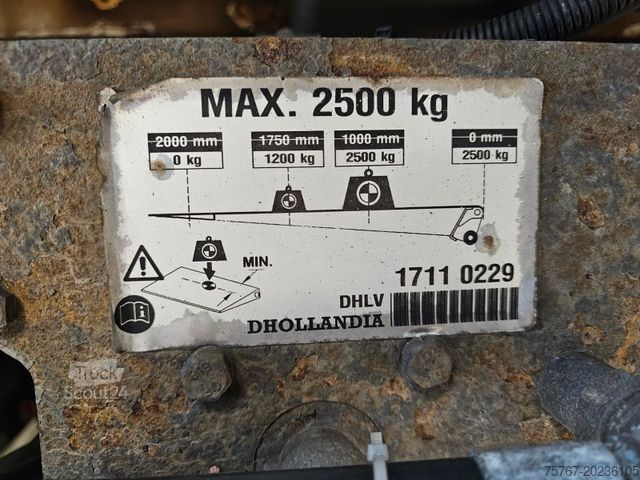 MAX. 2500 kg
2000 mm 1750 mm 1000 mm 0 mm
0 kg 1200 kg 2500 kg 2500 kg
MIN.
1711 0229
DHLV
DHOLLANDIA
Truck
Scout24
75767-20236105